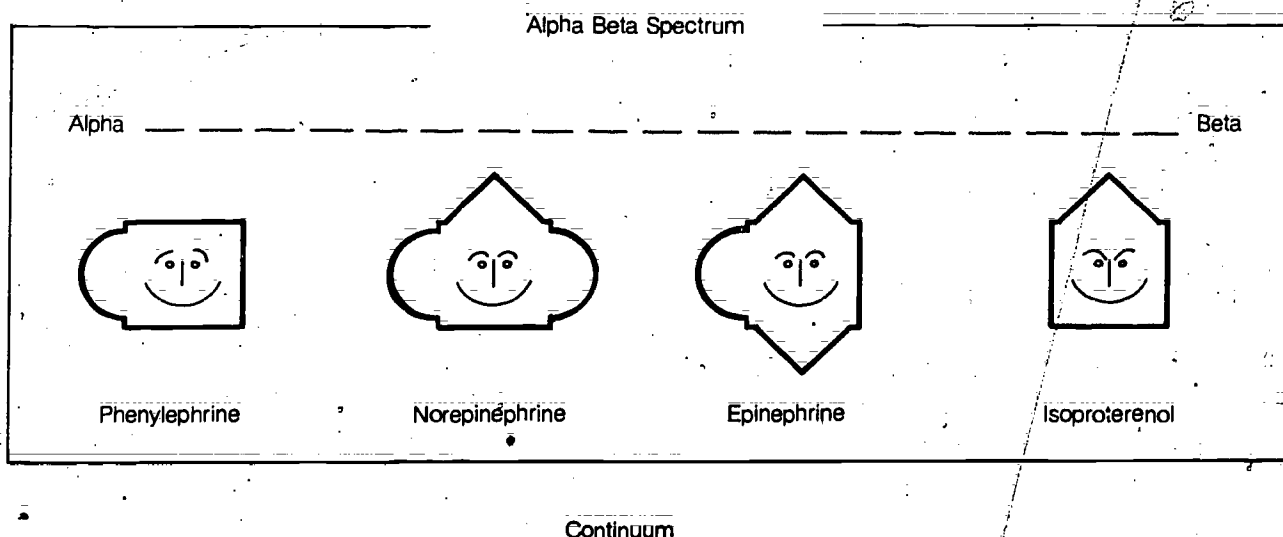 Alpha Beta Spectrum
Alpha Beta
Phenylephrine Norepinephrine Epinephrine Isoproterenol
Continuum